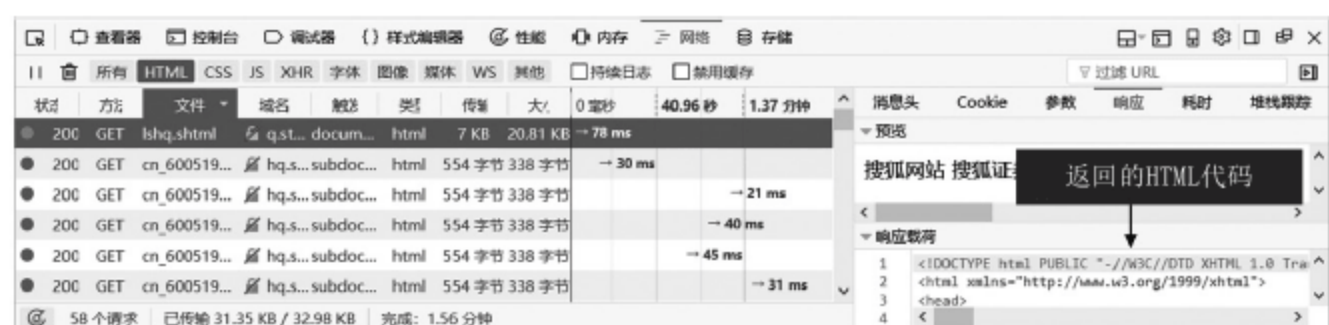 查看器 控制台 调试器 {} 样式编辑器 性能 内存 网络 存储
所有 HTML CSS JS XHR 字体 图像 媒体 WS 其他 持续日志 禁用缓存 过滤 URL
文件 域名 0 毫秒 40.96 秒 1.37 分钟 消息头 Cookie 参数 响应 耗时 堆栈跟踪
200 GET lshq.shtml q.st... docum... html 7 KB 20.81 KB → 78 ms
预览
200 GET cn_600519... hq.s... subdoc... html 554 字节 338 字节 → 30 ms
搜狐网站 搜狐证
返回的HTML代码
200 GET cn_600519... hq.s... subdoc... html 554 字节 338 字节 → 21 ms
200 GET cn_600519... hq.s... subdoc... html 554 字节 338 字节 → 40 ms
响应载荷
200 GET cn_600519... hq.s... subdoc... html 554 字节 338 字节 → 45 ms
1 <!DOCTYPE html PUBLIC "-//W3C//DTD XHTML 1.0 Tra
2 <html xmlns="http://www.w3.org/1999/xhtml">
200 GET cn_600519... hq.s... subdoc... html 554 字节 338 字节 → 31 ms
3 <head>
4
58 个请求 已传输 31.35 KB / 32.98 KB 完成: 1.56 分钟